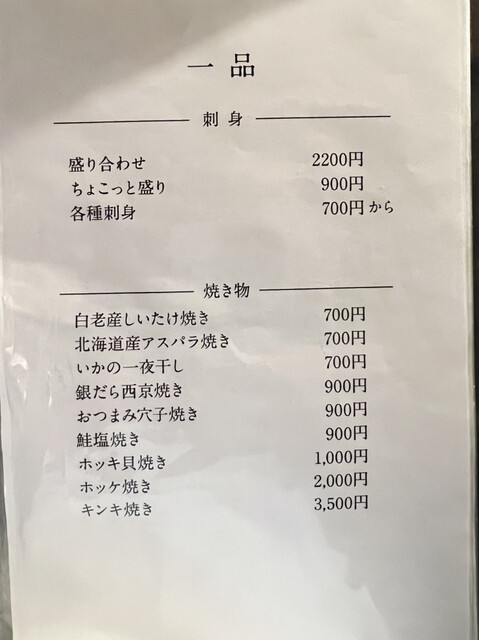 一品
刺身
盛り合わせ 2200円
ちょこっと盛り 900円
各種刺身 700円から
焼き物
白老産しいたけ焼き 700円
北海道産アスパラ焼き 700円
いかの一夜干し 700円
銀だら西京焼き 900円
おつまみ穴子焼き 900円
鮭塩焼き 900円
ホッキ貝焼き 1,000円
ホッケ焼き 2,000円
キンキ焼き 3,500円